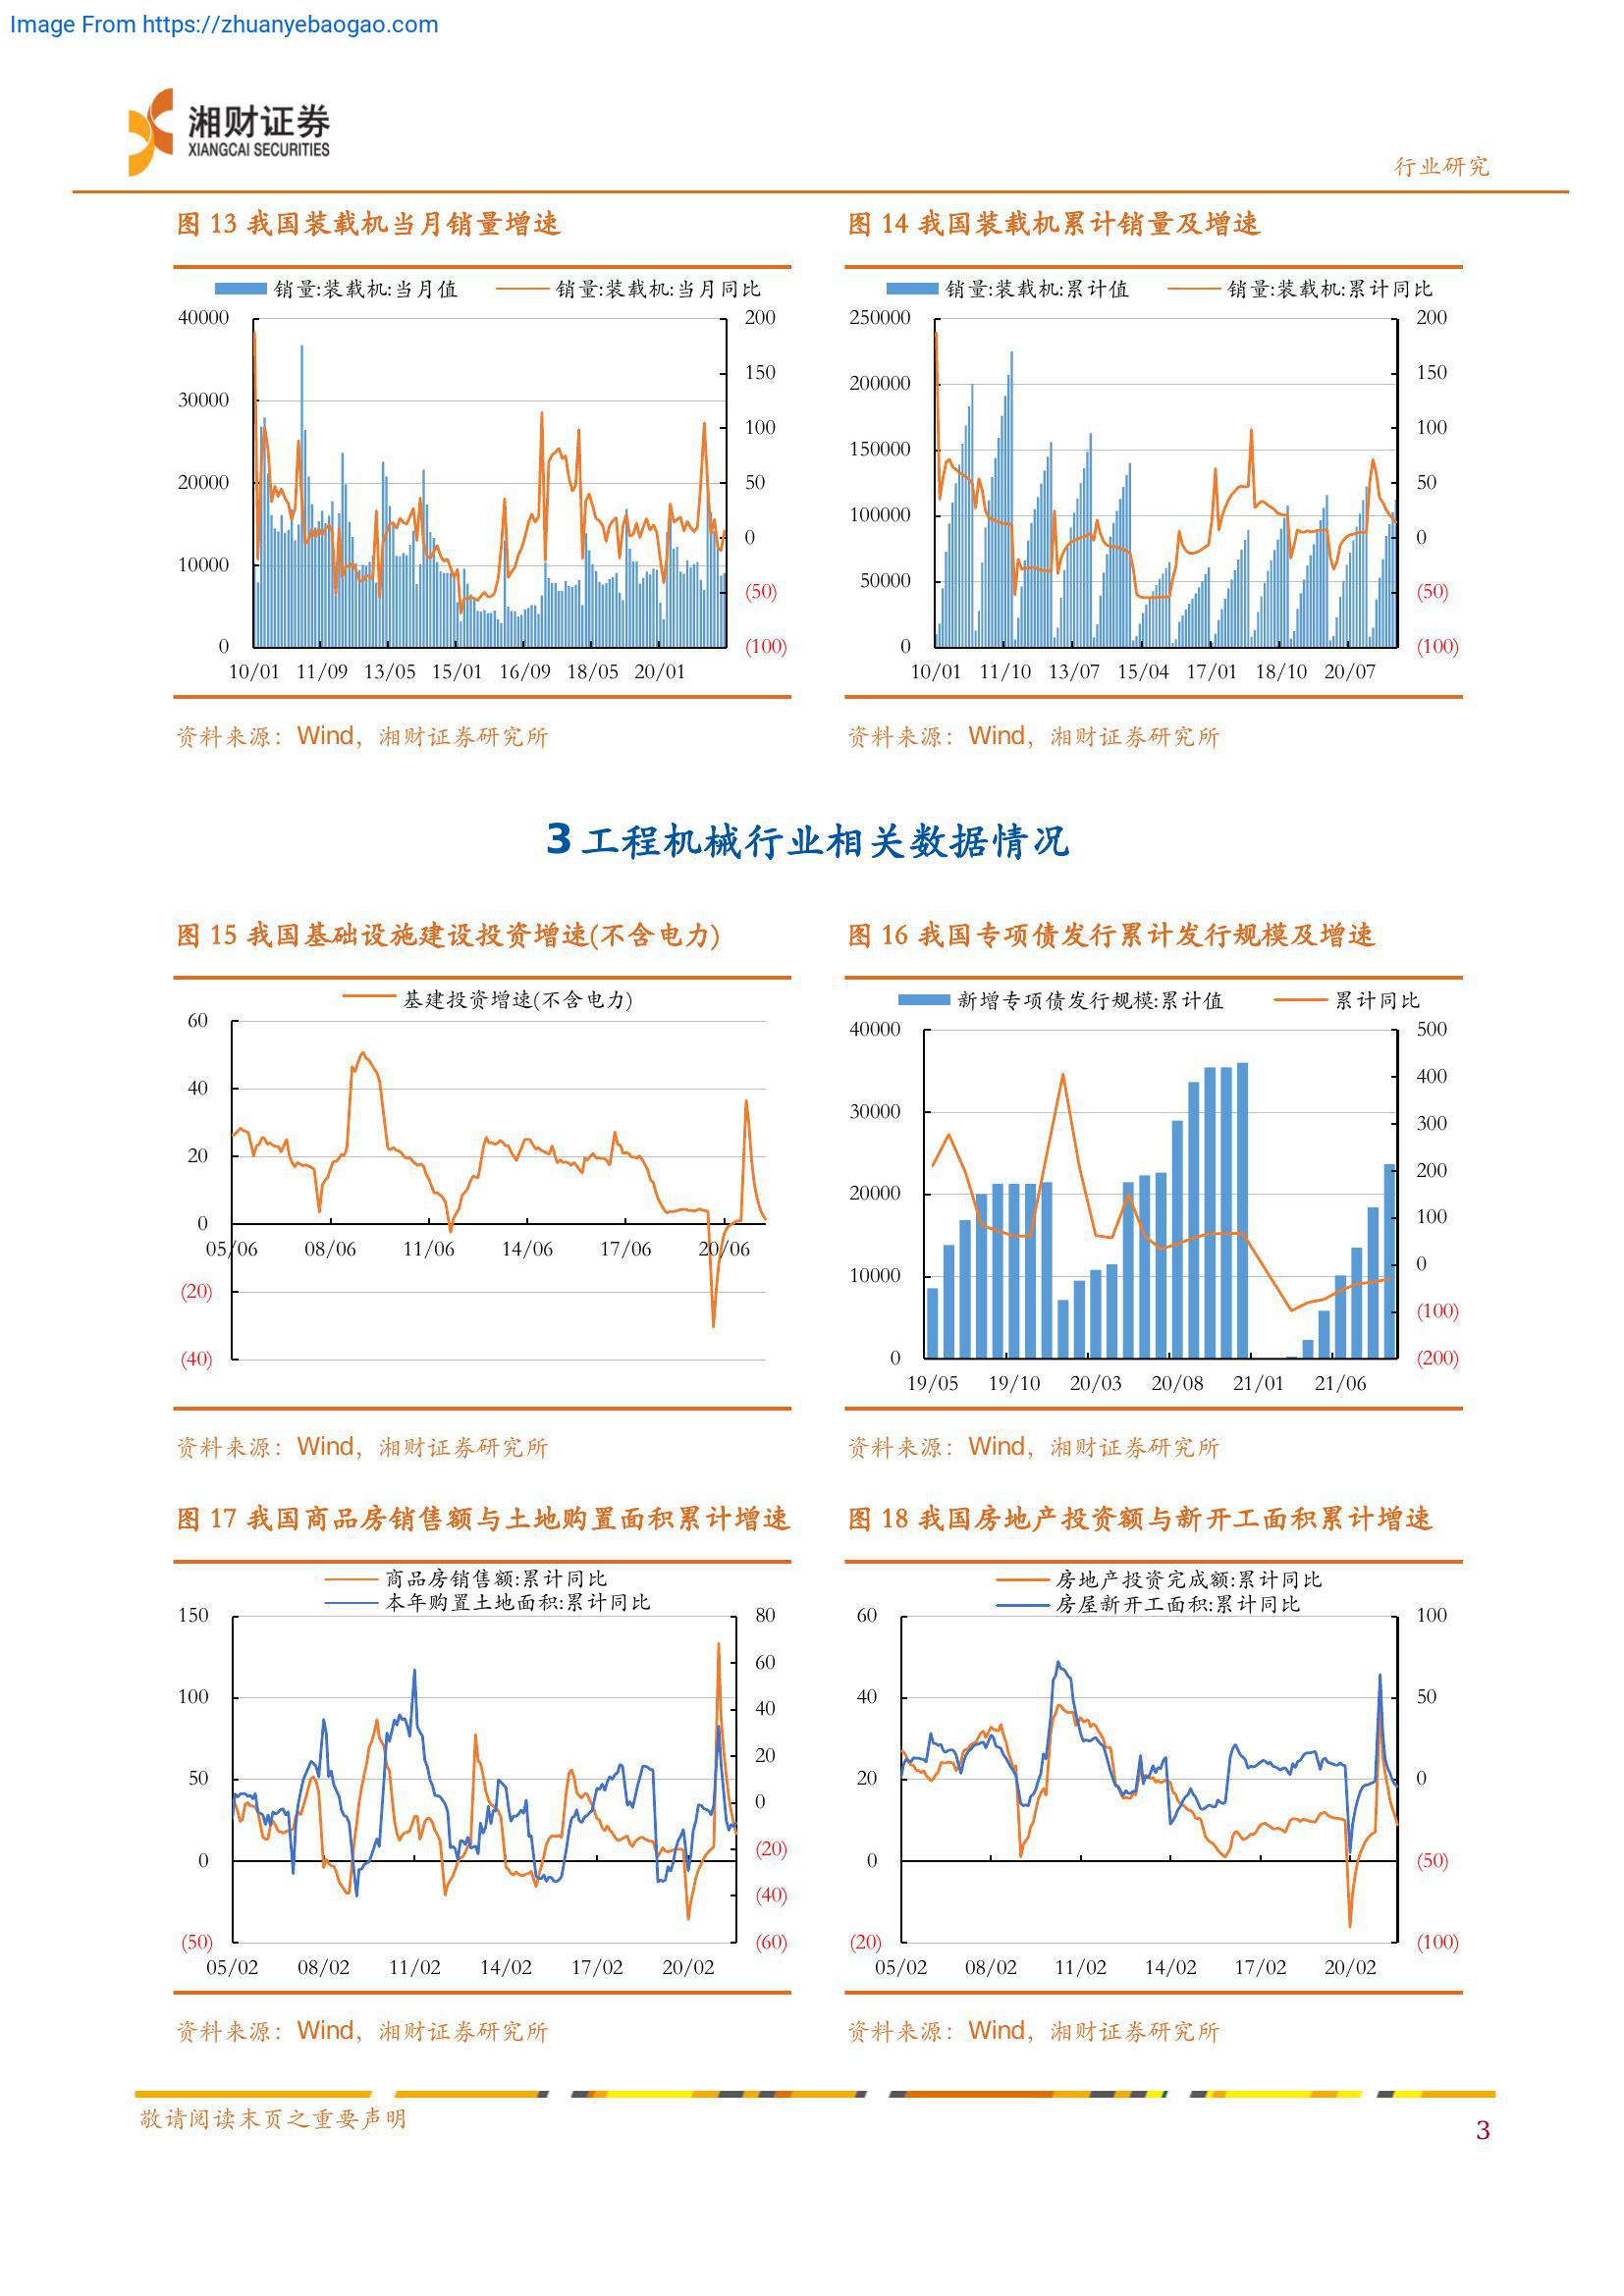 Image From https://zhuanyebaogao.com
湘财证券
XIANGCAI SECURITIES
行业研究
图 13 我国装载机当月销量增速
销量:装载机:当月值 销量:装载机:当月同比
40000 200
150
30000
100
20000 50
0
10000
(50)
0 (100)
10/01 11/09 13/05 15/01 16/09 18/05 20/01
资料来源：Wind，湘财证券研究所
图 14 我国装载机累计销量及增速
销量:装载机:累计值 销量:装载机:累计同比
250000 200
200000 150
150000 100
50
100000 0
50000 (50)
0 (100)
10/01 11/10 13/07 15/04 17/01 18/10 20/07
资料来源：Wind，湘财证券研究所
3 工程机械行业相关数据情况
图 15 我国基础设施建设投资增速(不含电力)
基建投资增速(不含电力)
60
40
20
0
05/06 08/06 11/06 14/06 17/06 20/06
(20)
(40)
资料来源：Wind，湘财证券研究所
图 16 我国专项债发行累计发行规模及增速
新增专项债发行规模:累计值 累计同比
40000 500
400
30000 300
20000 200
100
10000 0
(100)
0 (200)
19/05 19/10 20/03 20/08 21/01 21/06
资料来源：Wind，湘财证券研究所
图 17 我国商品房销售额与土地购置面积累计增速
商品房销售额:累计同比
本年购置土地面积:累计同比
150 80
60
100 40
50 20
0
0 (20)
(40)
(50) (60)
05/02 08/02 11/02 14/02 17/02 20/02
资料来源：Wind，湘财证券研究所
图 18 我国房地产投资额与新开工面积累计增速
房地产投资完成额:累计同比
房屋新开工面积:累计同比
60 100
40 50
20 0
0 (50)
(20) (100)
05/02 08/02 11/02 14/02 17/02 20/02
资料来源：Wind，湘财证券研究所
敬请阅读末页之重要声明
3